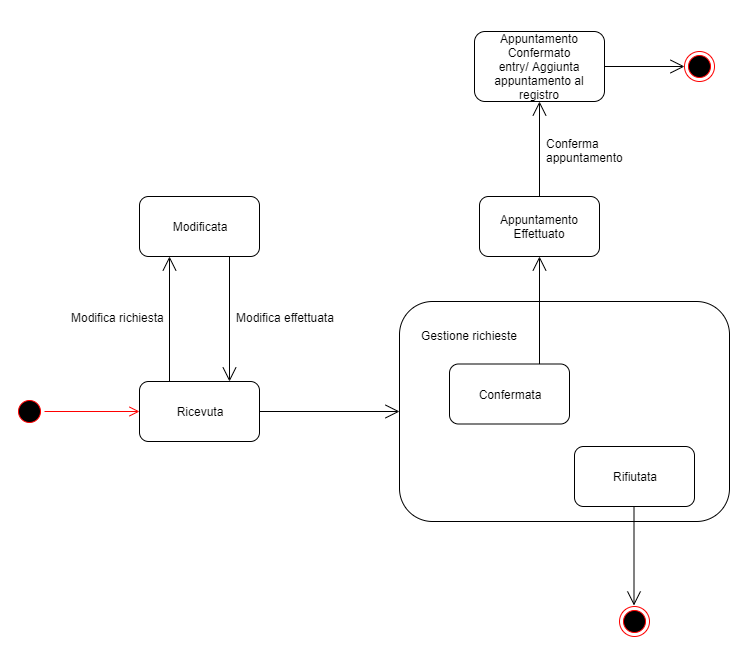 Appuntamento
Confermato
entry/ Aggiunta
appuntamento al
registro
Conferma
appuntamento
Modificata
Appuntamento
Effettuato
Modifica richiesta
Modifica effettuata
Gestione richieste
Confermata
Ricevuta
Rifiutata